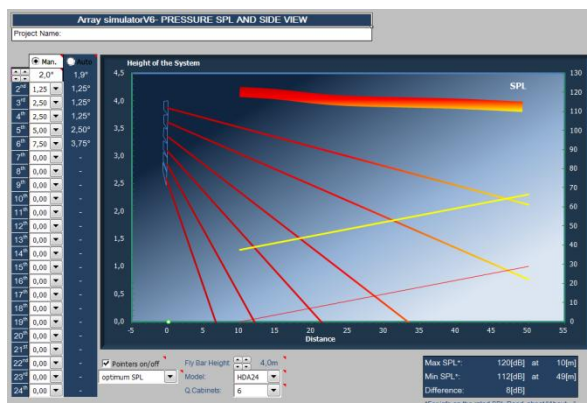 Array simulatorV6- PRESSURE SPL AND SIDE VIEW
Project Name:
Man. Auto
2,0° 1,9°
2nd 1,25 1,25°
3rd 2,50 1,25°
4th 2,50 1,25°
5th 5,00 2,50°
6th 7,50 3,75°
7th 0,00 -
8th 0,00 -
9th 0,00 -
10th 0,00 -
11th 0,00 -
12th 0,00 -
13th 0,00 -
14th 0,00 -
15th 0,00 -
16th 0,00 -
17th 0,00 -
18th 0,00 -
19th 0,00 -
20th 0,00 -
21st 0,00 -
22nd 0,00 -
23rd 0,00 -
24th 0,00 -
Height of the System
4,5
4,0
3,5
3,0
2,5
2,0
1,5
1,0
0,5
0,0
SPL
130
120
110
100
90
80
70
60
50
40
30
20
10
0
-5 0 5 10 15 20 25 30 35 40 45 50 55
Distance
Pointers on/off
optimum SPL
Fly Bar Height 4.0m
Model: HDA24
Q.Cabinets: 6
Max SPL*: 120[dB] at 10[m]
Min SPL*: 112[dB] at 49[m]
Difference: 8[dB]